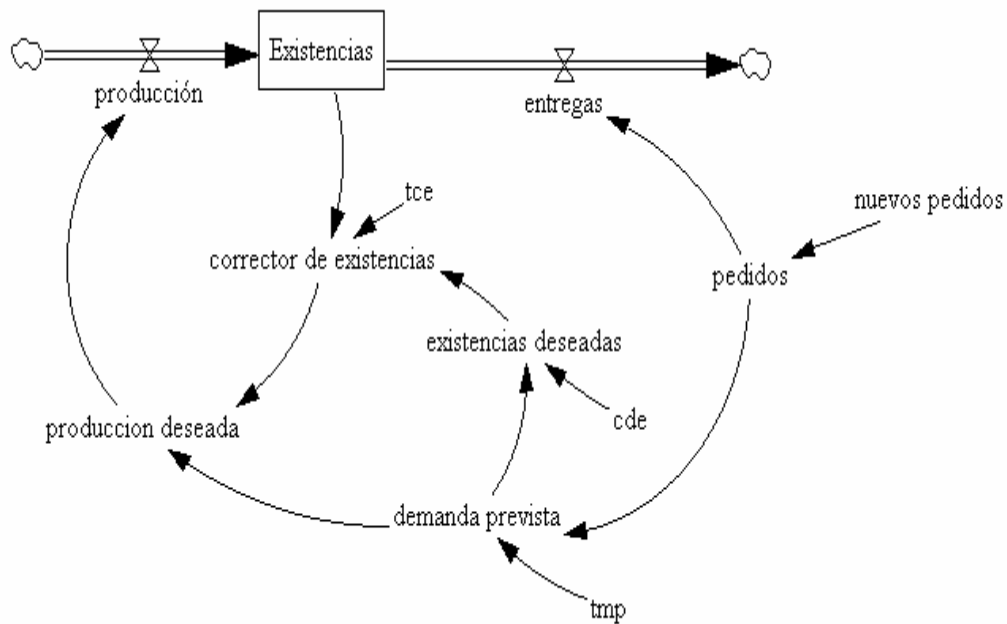 Existencias
producción
entregas
tce
nuevos pedidos
corrector de existencias
pedidos
existencias deseadas
cde
produccion deseada
demanda prevista
tmp